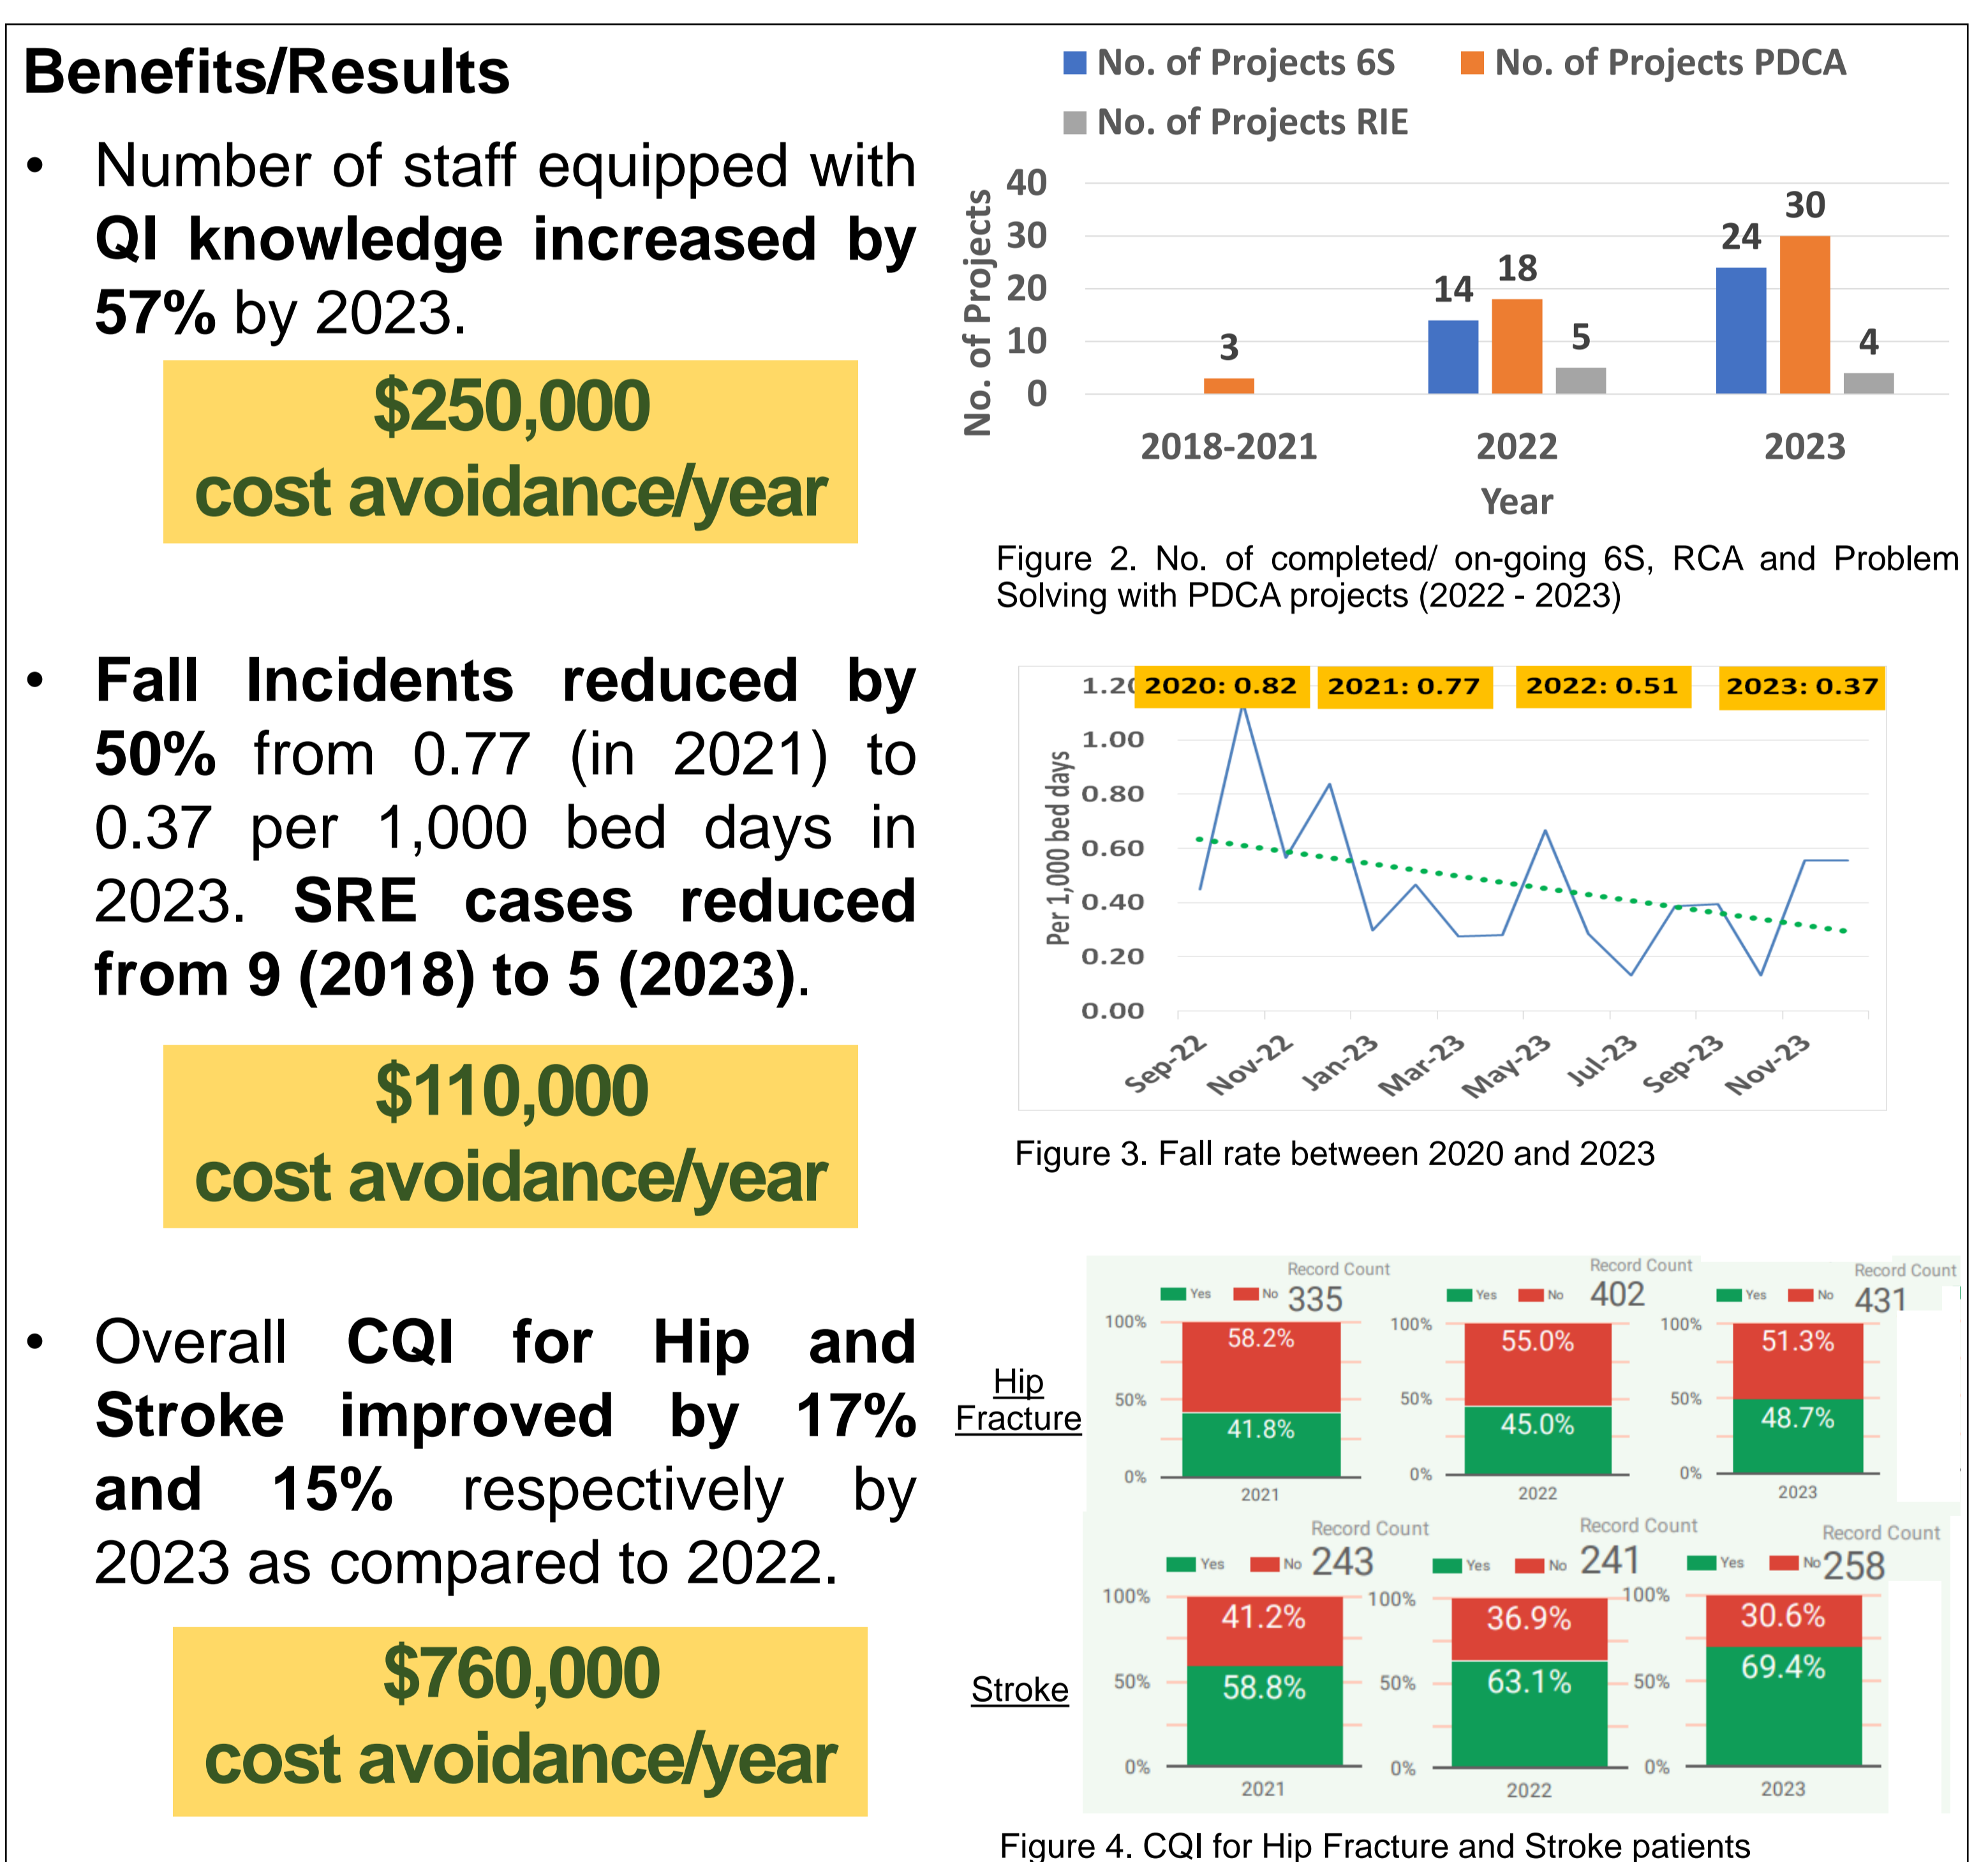 Benefits/Results
• Number of staff equipped with
QI knowledge increased by
57% by 2023.
$250,000
cost avoidance/year
• Fall Incidents reduced by
50% from 0.77 (in 2021) to
0.37 per 1,000 bed days in
2023. SRE cases reduced
from 9 (2018) to 5 (2023).
$110,000
cost avoidance/year
• Overall CQI for Hip and
Stroke improved by 17%
and 15% respectively by
2023 as compared to 2022.
$760,000
cost avoidance/year
No. of Projects 6S No. of Projects PDCA
No. of Projects RIE
No. of Projects
40
30
20
10
0
3
14 18 5
24 30 4
2018-2021 2022 2023
Year
Figure 2. No. of completed/ on-going 6S, RCA and Problem
Solving with PDCA projects (2022 - 2023)
2020: 0.82 2021: 0.77 2022: 0.51 2023: 0.37
Per 1,000 bed days
1.20
1.00
0.80
0.60
0.40
0.20
0.00
Sep-22 Nov-22 Jan-23 Mar-23 May-23 Jul-23 Sep-23 Nov-23
Figure 3. Fall rate between 2020 and 2023
Hip
Fracture
Record Count Record Count Record Count
Yes No 335 Yes No 402 Yes No 431
100% 58.2% 100% 55.0% 100% 51.3%
50% 41.8% 50% 45.0% 50% 48.7%
0% 0% 0%
2021 2022 2023
Stroke
Record Count Record Count Record Count
Yes No 243 Yes No 241 Yes No 258
100% 41.2% 100% 36.9% 100% 30.6%
50% 58.8% 50% 63.1% 50% 69.4%
0% 0% 0%
2021 2022 2023
Figure 4. CQI for Hip Fracture and Stroke patients